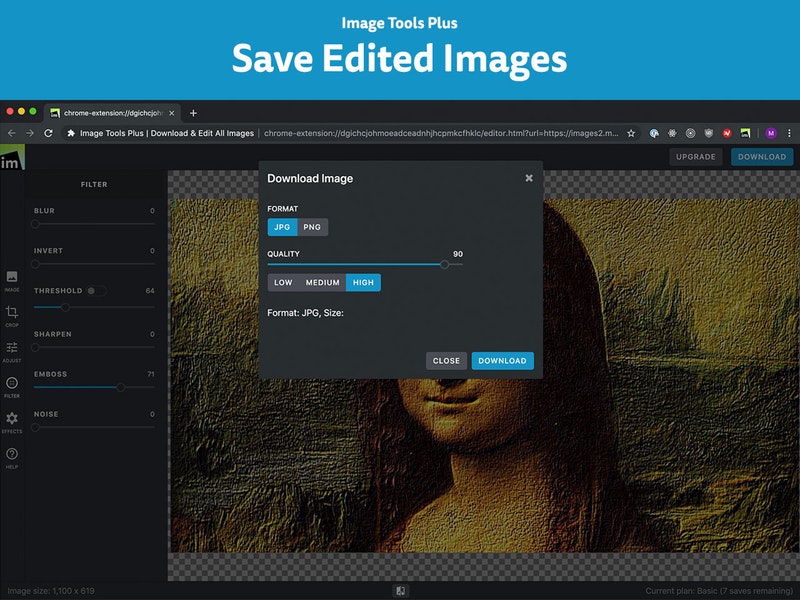 Image Tools Plus
Save Edited Images
chrome-extension://dgichcjohm
Image Tools Plus | Download & Edit All Images
chrome-extension://dgichcjohmoeadceadnhjhcpmkcfhklc/editor.html?url=https://images2.m...
M
im
UPGRADE
DOWNLOAD
FILTER
BLUR 0
INVERT 0
THRESHOLD 64
SHARPEN 0
EMBOSS 71
NOISE 0
IMAGE
CROP
ADJUST
FILTER
EFFECTS
HELP
Download Image
FORMAT
JPG PNG
QUALITY 90
LOW MEDIUM HIGH
Format: JPG, Size:
CLOSE DOWNLOAD
Image size: 1,100 x 619
Current plan: Basic (7 saves remaining)